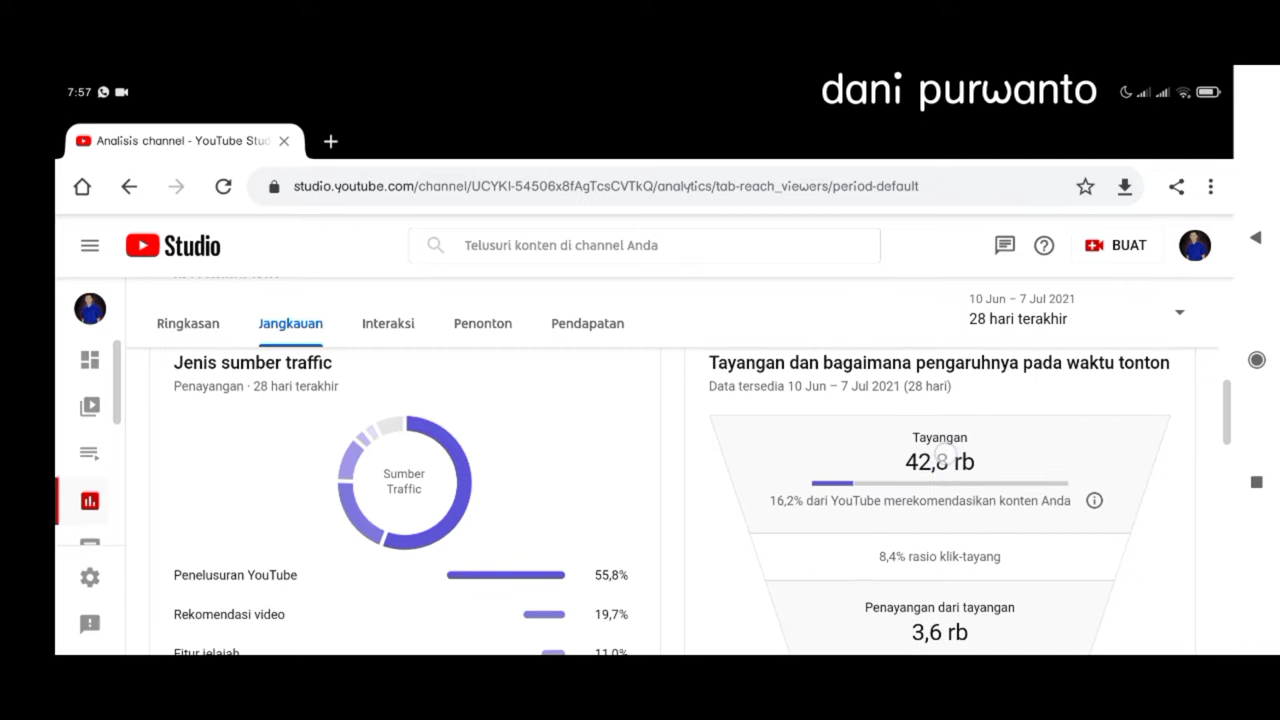 dani purwanto
7:57
Analisis channel - YouTube Stud
studio.youtube.com/channel/UCYKI-54506x8fAgTcsCVTkQ/analytics/tab-reach_viewers/period-default
Studio
Telusuri konten di channel Anda
BUAT
Ringkasan
Jangkauan
Interaksi
Penonton
Pendapatan
10 Jun – 7 Jul 2021
28 hari terakhir
Jenis sumber traffic
Penayangan · 28 hari terakhir
Sumber
Traffic
Penelusuran YouTube 55,8%
Rekomendasi video 19,7%
Fitur jelajah 11,0%
Tayangan dan bagaimana pengaruhnya pada waktu tonton
Data tersedia 10 Jun – 7 Jul 2021 (28 hari)
Tayangan
42,8 rb
16,2% dari YouTube merekomendasikan konten Anda
8,4% rasio klik-tayang
Penayangan dari tayangan
3,6 rb